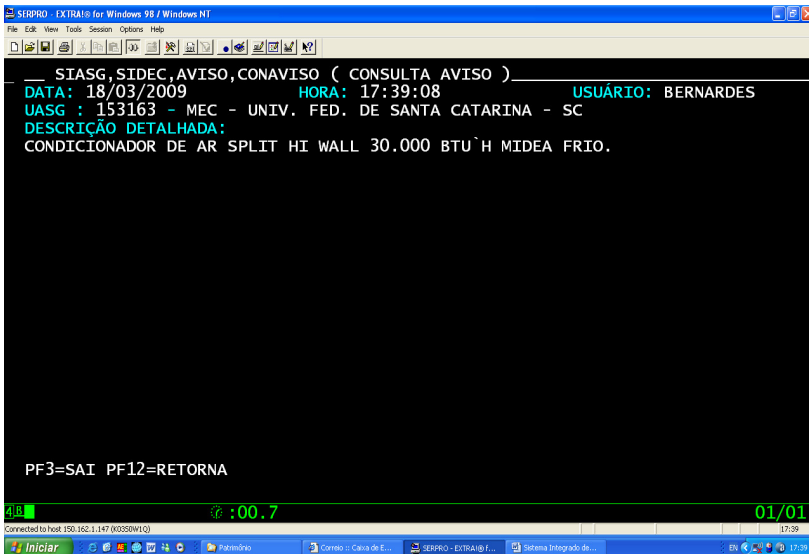 SERPRO - EXTRA!® for Windows 98 / Windows NT
File Edit View Tools Session Options Help
__ SIASG,SIDEC,AVISO,CONAVISO ( CONSULTA AVISO )
DATA: 18/03/2009 HORA: 17:39:08 USUÁRIO: BERNARDES
UASG : 153163 - MEC - UNIV. FED. DE SANTA CATARINA - SC
DESCRIÇÃO DETALHADA:
CONDICIONADOR DE AR SPLIT HI WALL 30.000 BTU`H MIDEA FRIO.
PF3=SAI PF12=RETORNA
4B :00.7 01/01
Connected to host 150.162.1.147 (K0350W1Q) 17:39
Iniciar Patrimônio Correio :: Caixa de E... SERPRO - EXTRA!® f... Sistema Integrado de... EN 17:39